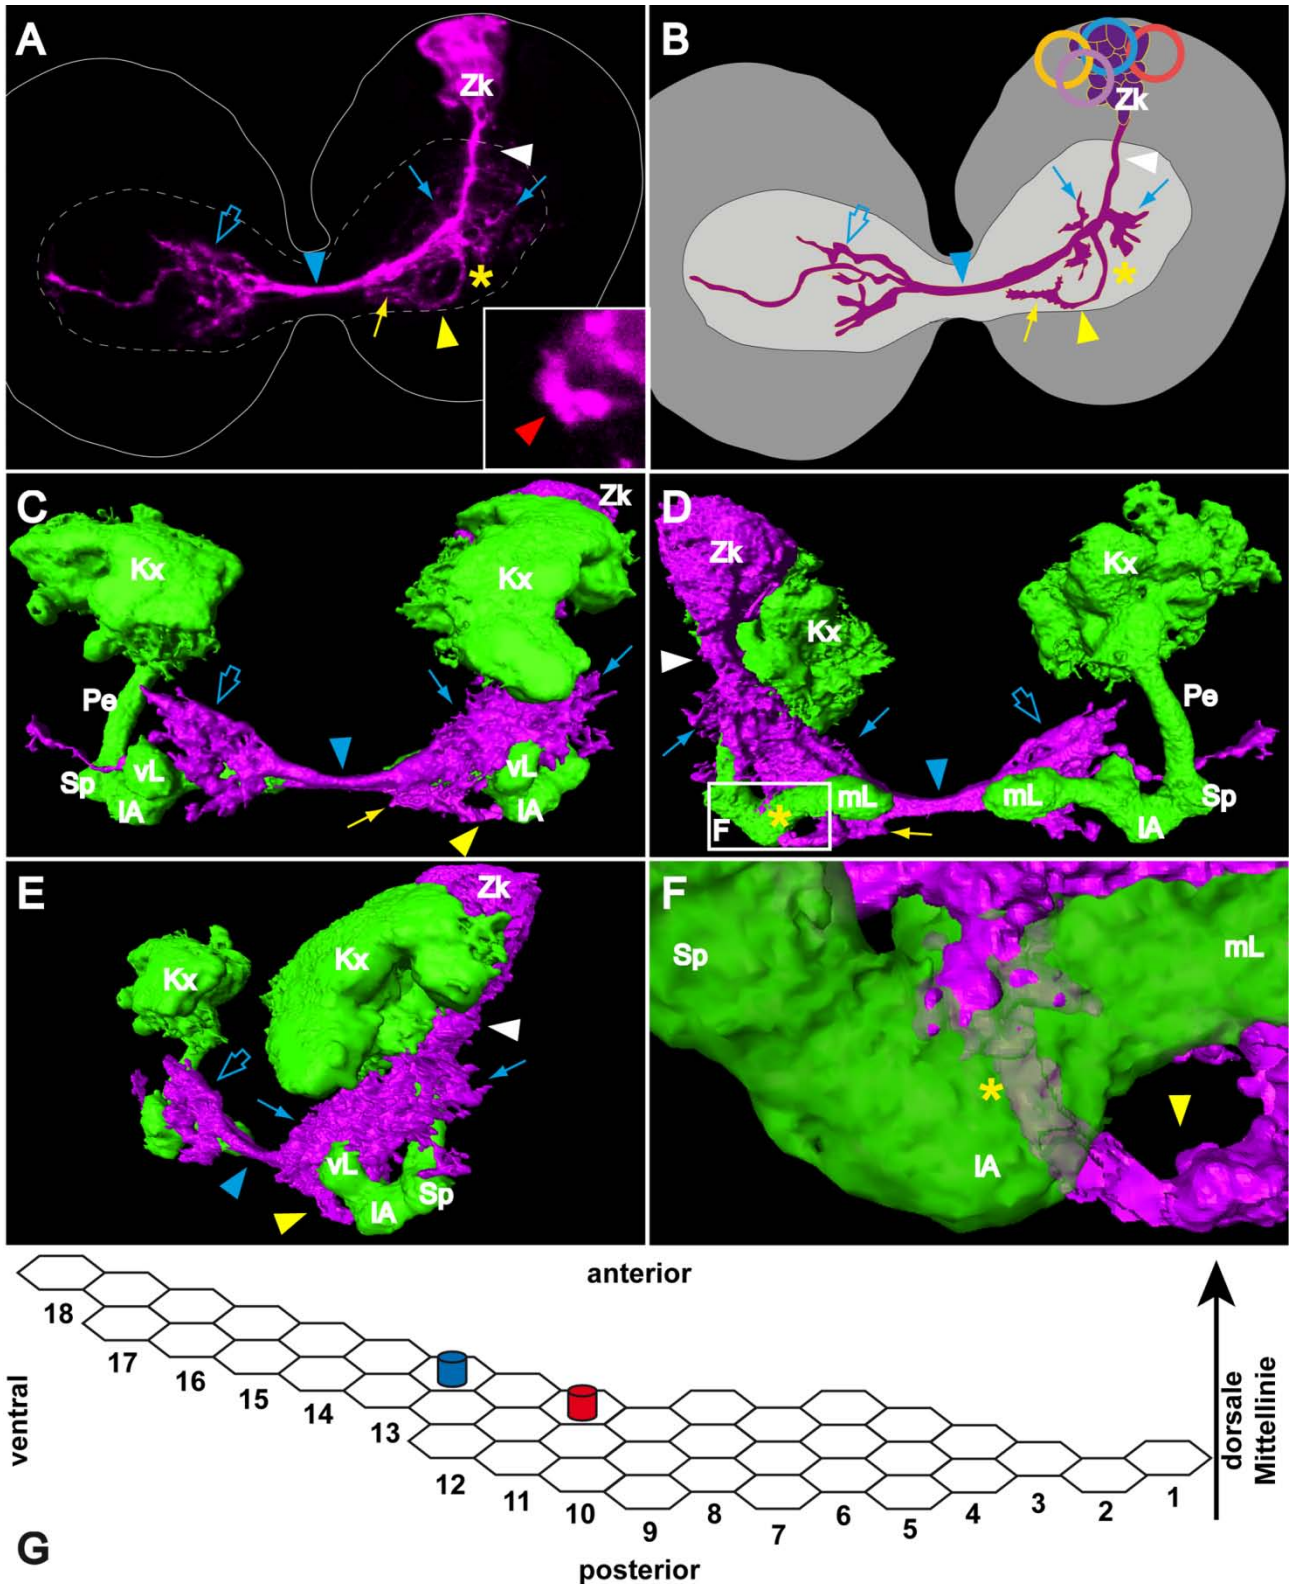 A
Zk
*
B
Zk
*
C
Zk
Kx
Kx
Pe
Sp
vL
lA
vL
lA
D
Zk
Kx
Kx
Pe
Sp
mL
mL
lA
F
*
E
Zk
Kx
Kx
vL
lA
Sp
F
Sp
mL
*
lA
anterior
ventral
18
17
16
15
14
13
12
11
10
9
8
7
6
5
4
3
2
1
dorsale
Mittellinie
G
posterior